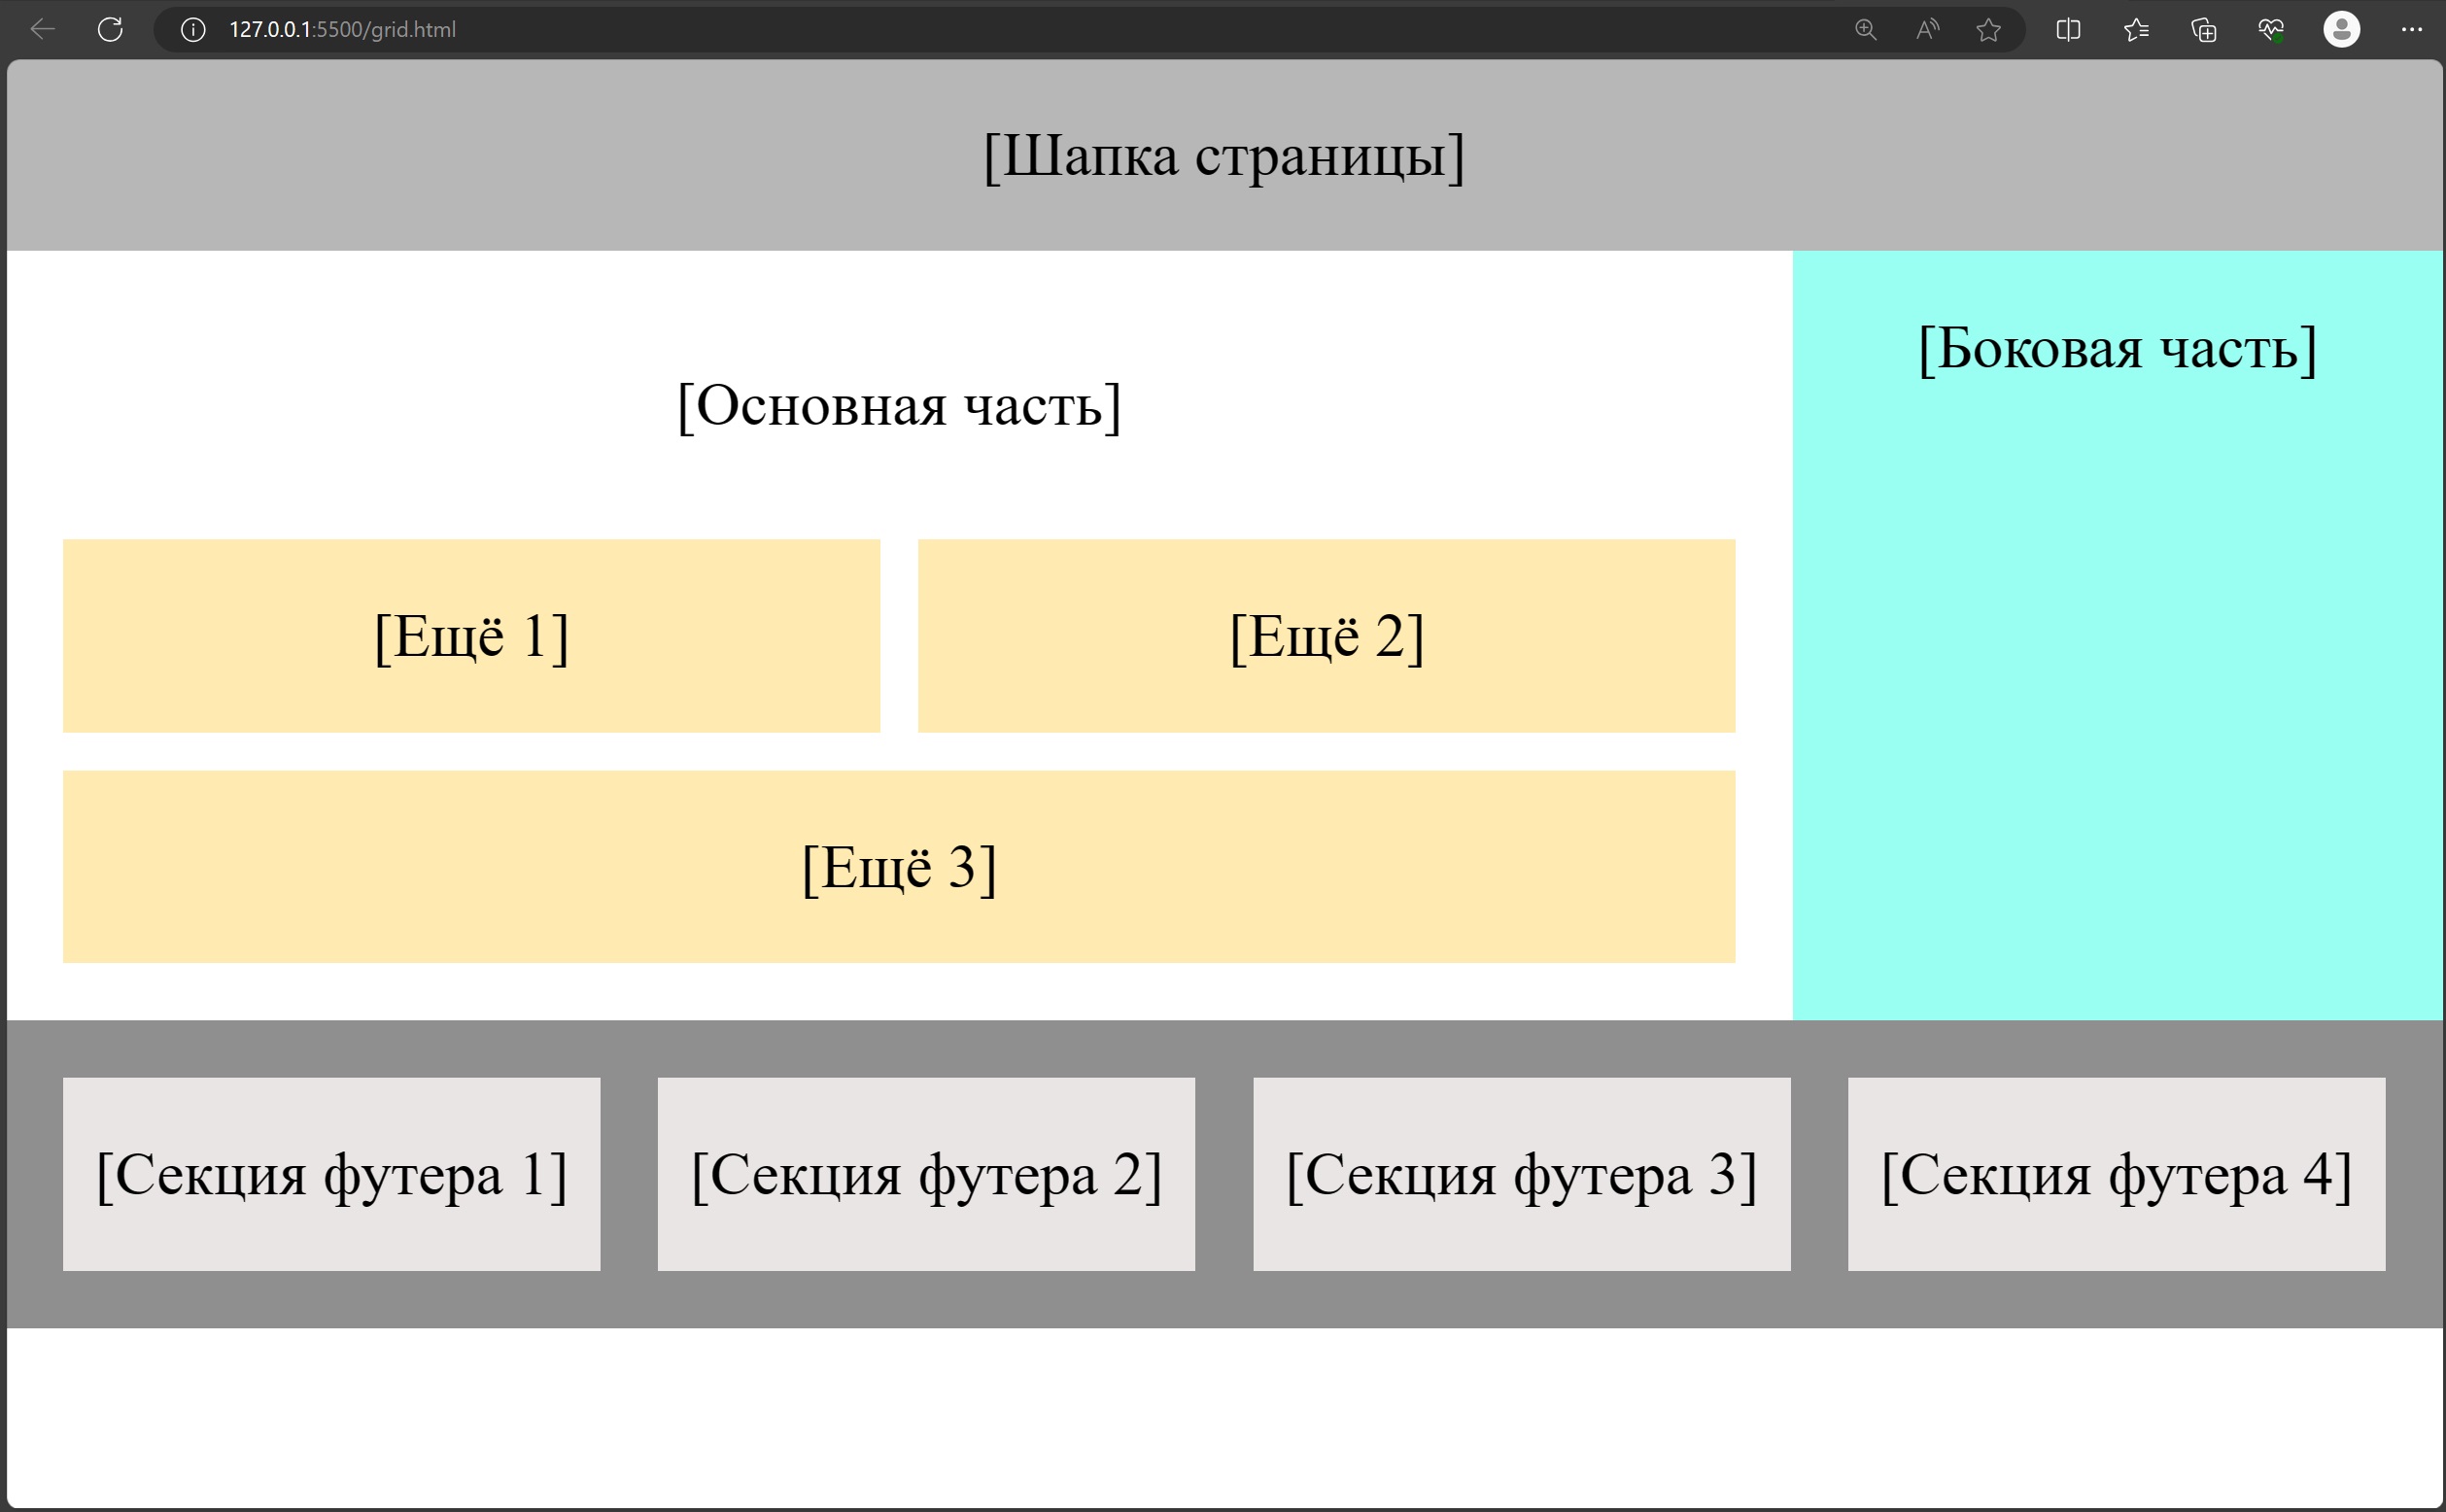 127.0.0.1:5500/grid.html
[Шапка страницы]
[Основная часть]
[Боковая часть]
[Ещё 1]
[Ещё 2]
[Ещё 3]
[Секция футера 1]
[Секция футера 2]
[Секция футера 3]
[Секция футера 4]